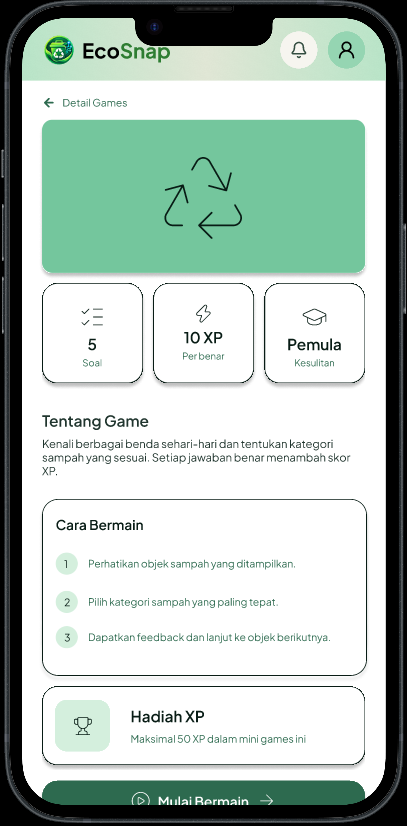 EcoSnap
Detail Games
5
Soal
10 XP
Per benar
Pemula
Kesulitan
Tentang Game
Kenali berbagai benda sehari-hari dan tentukan kategori
sampah yang sesuai. Setiap jawaban benar menambah skor
XP.
Cara Bermain
1 Perhatikan objek sampah yang ditampilkan.
2 Pilih kategori sampah yang paling tepat.
3 Dapatkan feedback dan lanjut ke objek berikutnya.
Hadiah XP
Maksimal 50 XP dalam mini games ini
Mulai Bermain